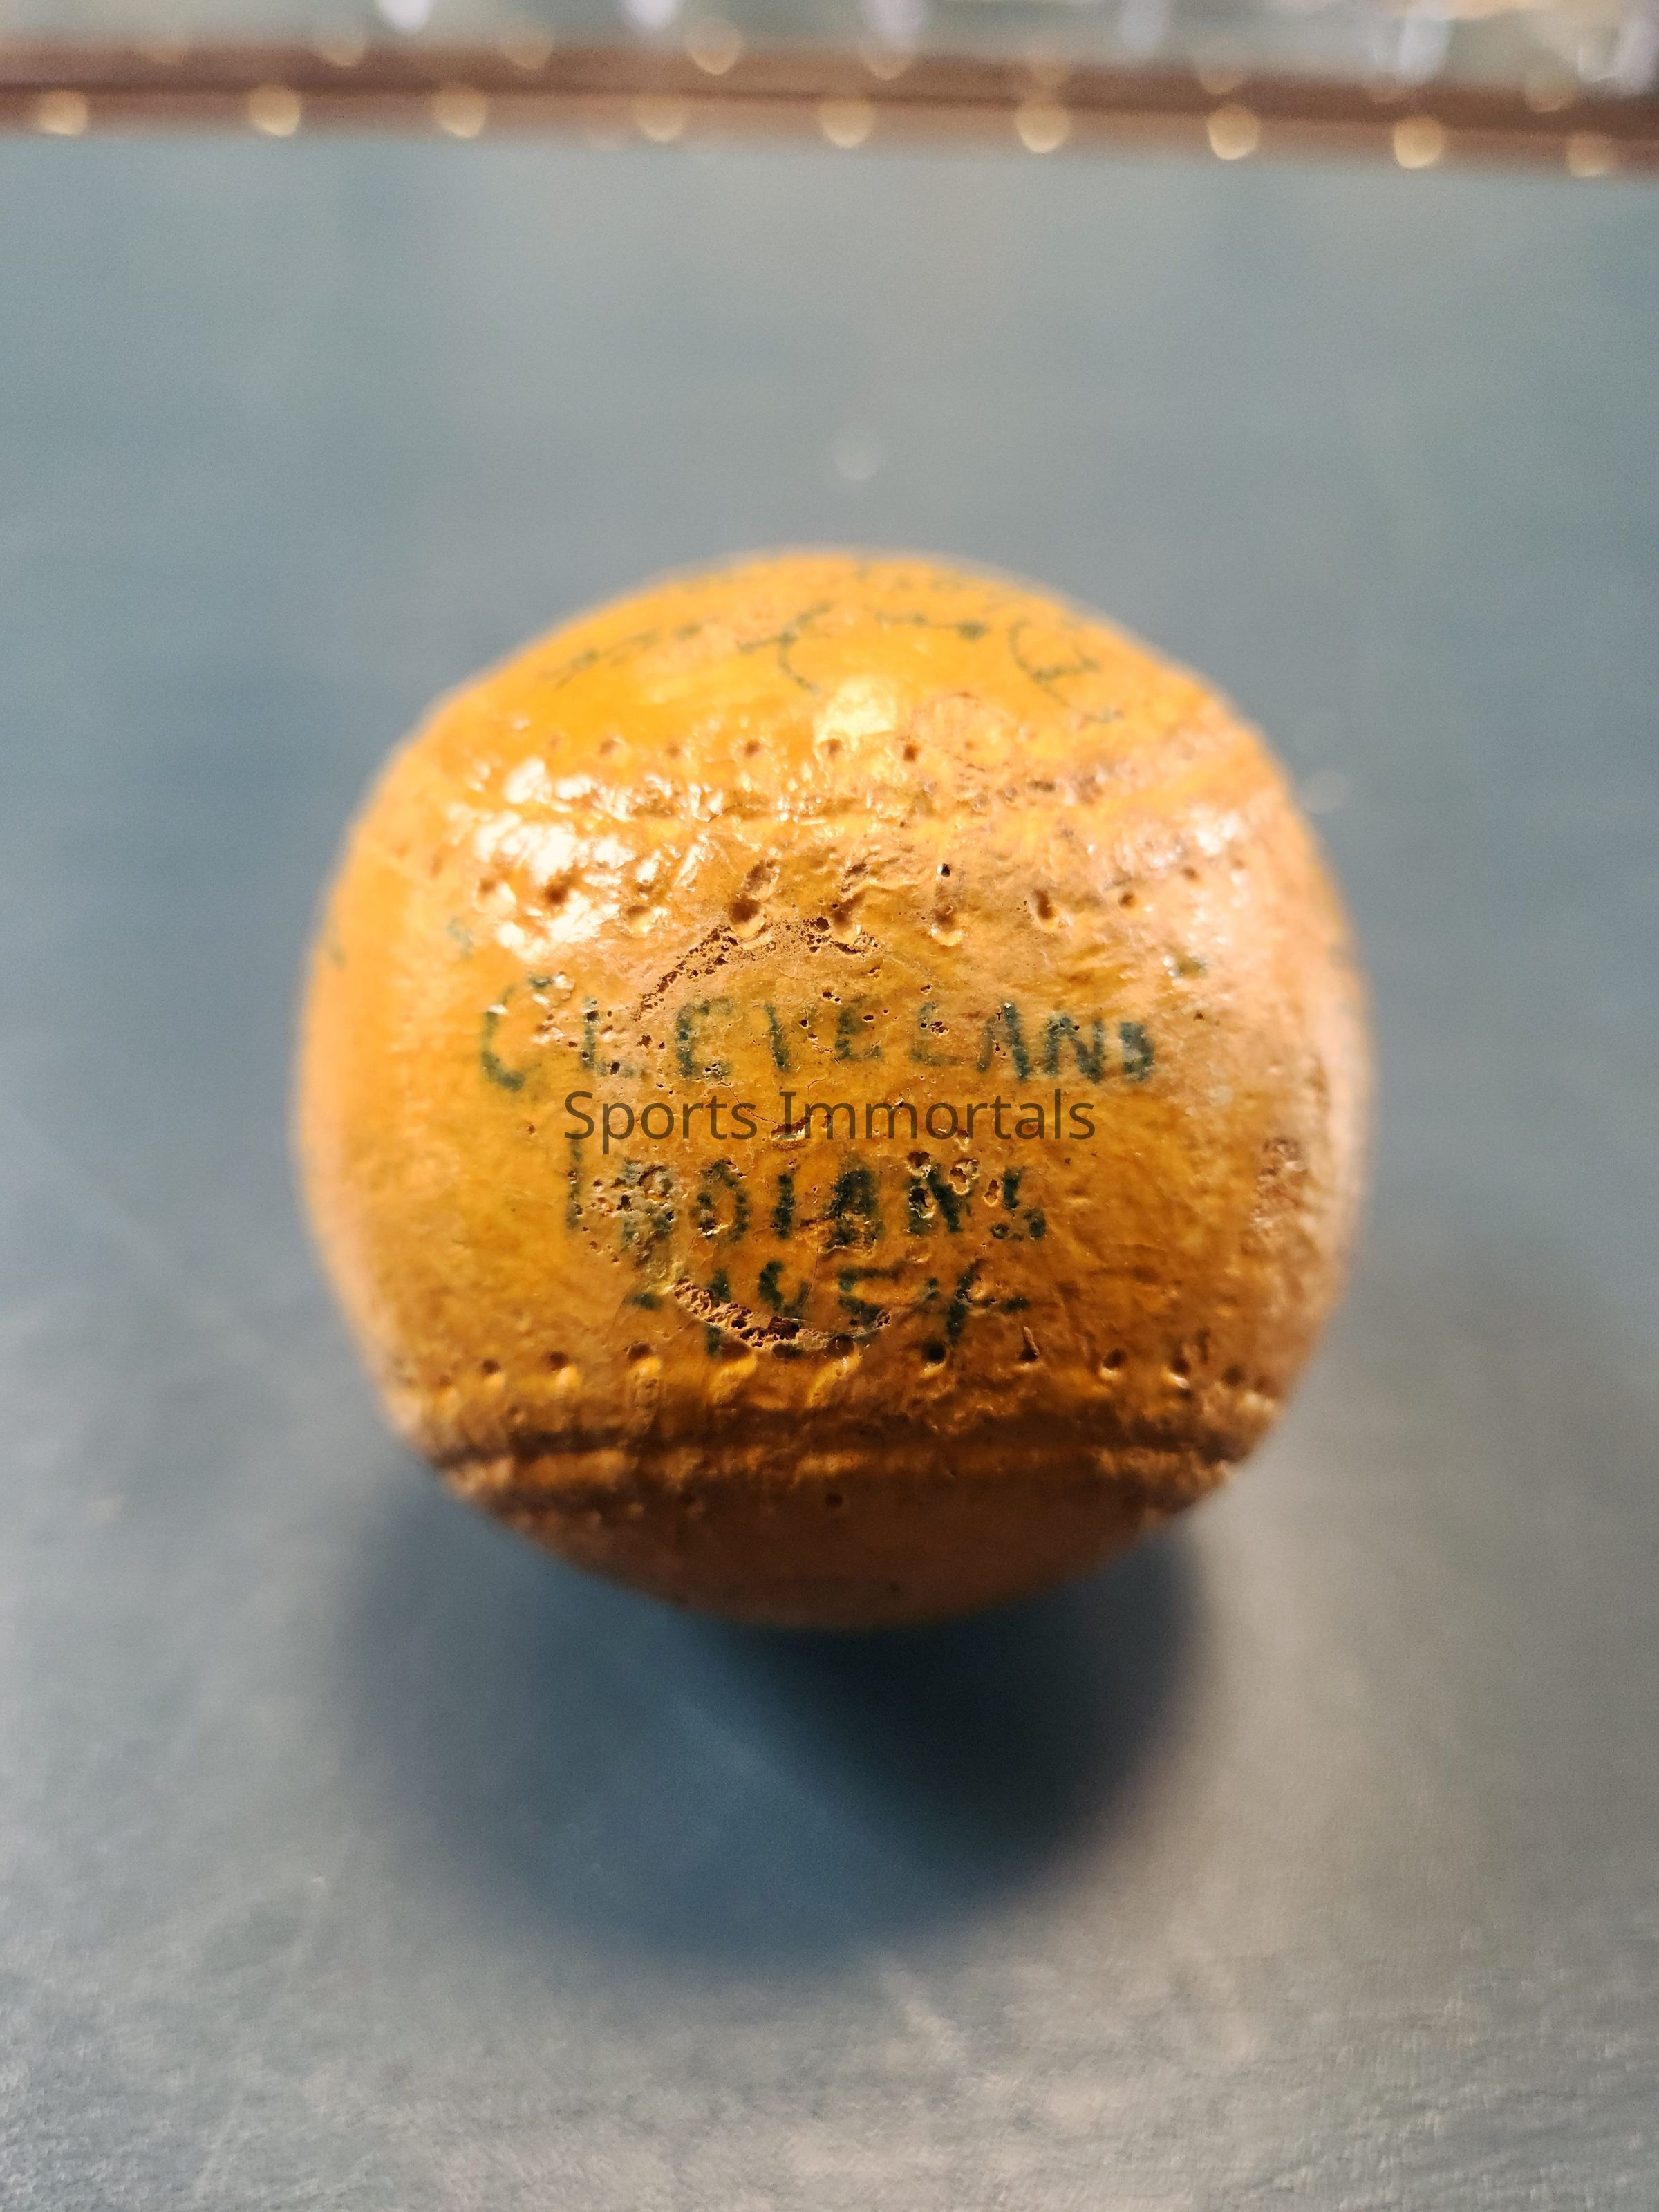 CLEVELAND
Sports Immortals
INDIANS
1954